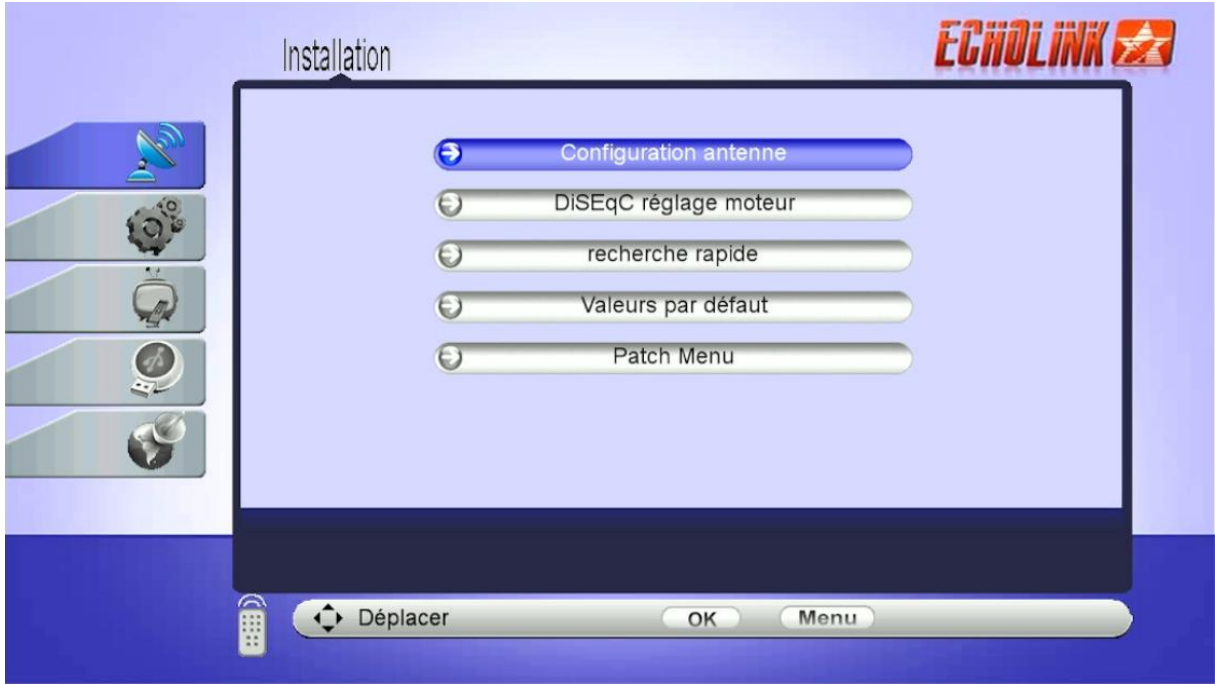 Installation
ECHOLINK
Configuration antenne
DiSEqC réglage moteur
recherche rapide
Valeurs par défaut
Patch Menu
Déplacer OK Menu